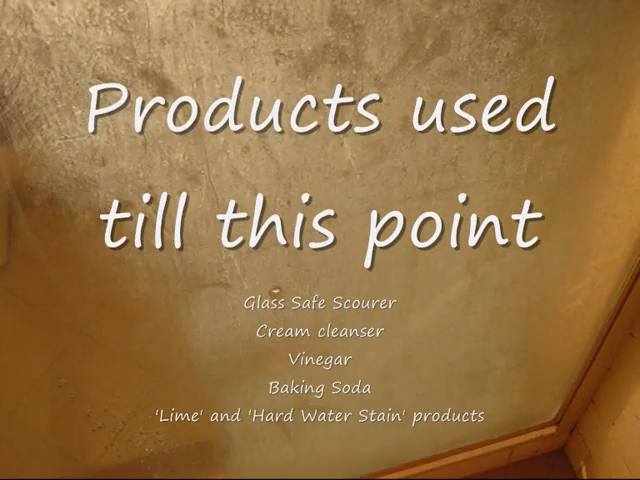 Products used
till this point
Glass Safe Scourer
Cream cleanser
Vinegar
Baking Soda
'Lime' and 'Hard Water Stain' products